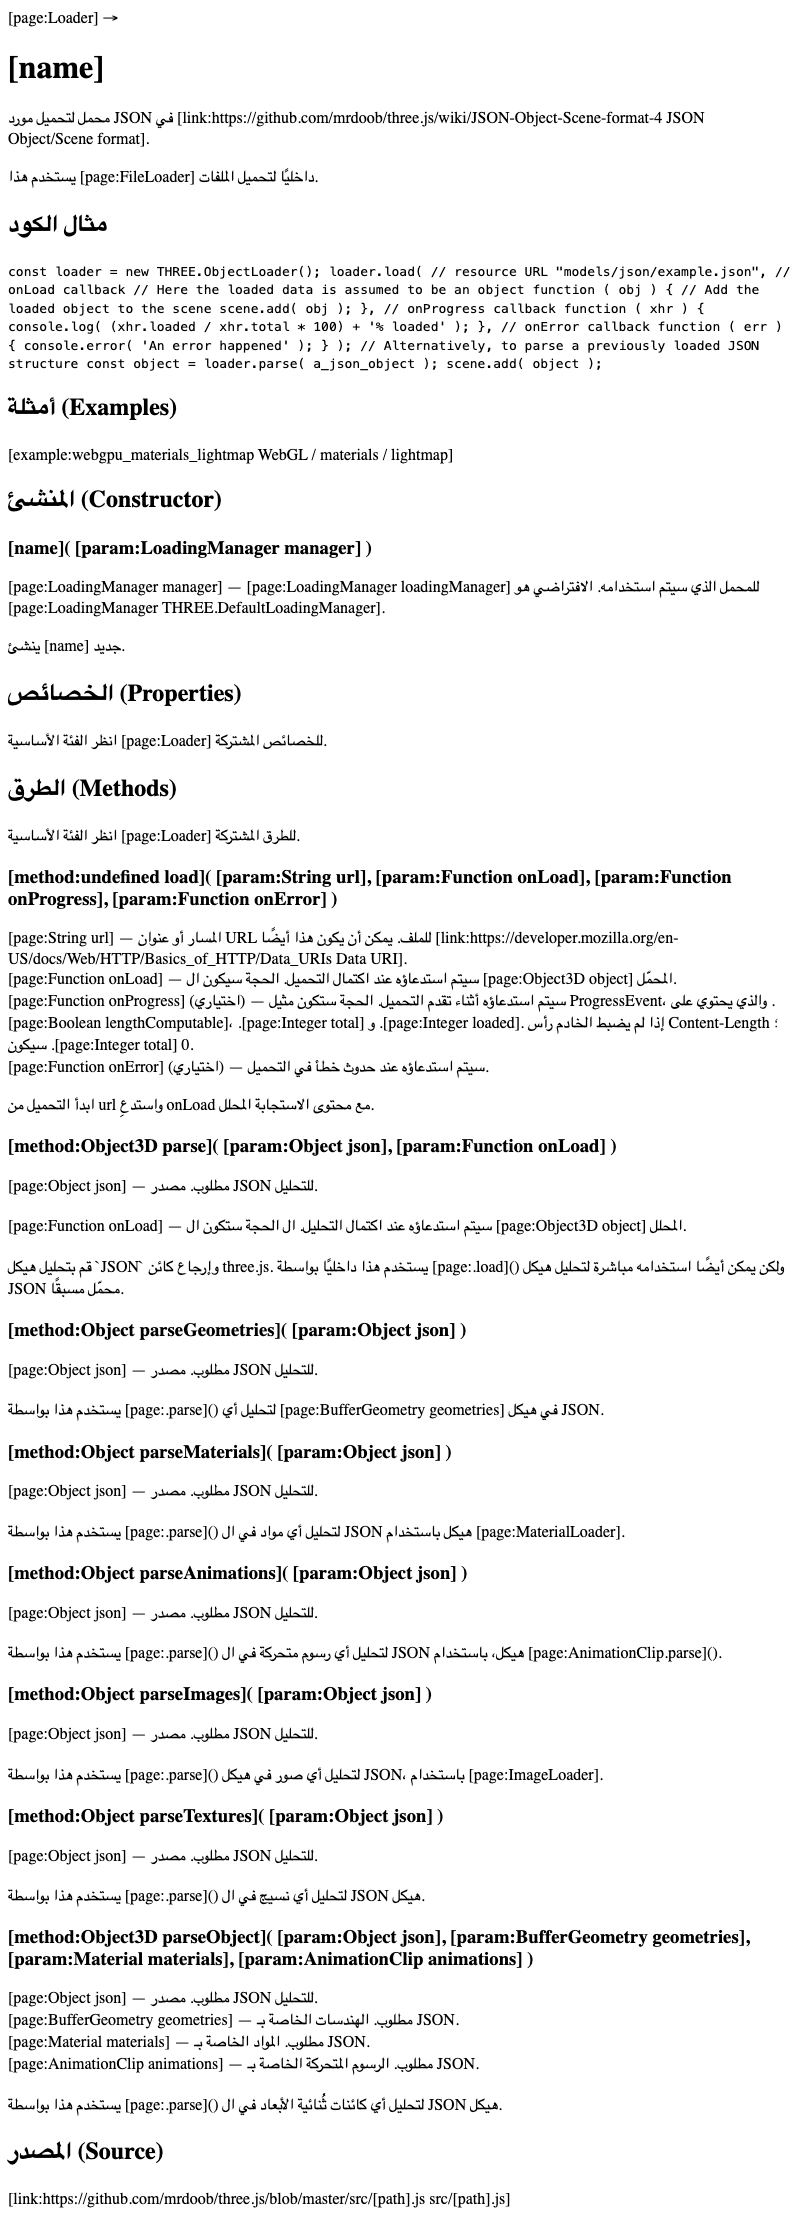 [page:Loader] →
[name]
محمل لتحميل مورد JSON في [link:https://github.com/mrdoob/three.js/wiki/JSON-Object-Scene-format-4 JSON
Object/Scene format].
يستخدم هذا [page:FileLoader] داخليًا لتحميل الملفات.
مثال الكود
const loader = new THREE.ObjectLoader(); loader.load( // resource URL "models/json/example.json", //
onLoad callback // Here the loaded data is assumed to be an object function ( obj ) { // Add the
loaded object to the scene scene.add( obj ); }, // onProgress callback function ( xhr ) {
console.log( (xhr.loaded / xhr.total * 100) + '% loaded' ); }, // onError callback function ( err )
{ console.error( 'An error happened' ); } ); // Alternatively, to parse a previously loaded JSON
structure const object = loader.parse( a_json_object ); scene.add( object );
أمثلة (Examples)
[example:webgpu_materials_lightmap WebGL / materials / lightmap]
المنشئ (Constructor)
[name]( [param:LoadingManager manager] )
[page:LoadingManager manager] — [page:LoadingManager loadingManager] للمحمل الذي سيتم استخدامه. الافتراضي هو
[page:LoadingManager THREE.DefaultLoadingManager].
ينشئ [name] جديد.
الخصائص (Properties)
انظر الفئة الأساسية [page:Loader] للخصائص المشتركة.
الطرق (Methods)
انظر الفئة الأساسية [page:Loader] للطرق المشتركة.
[method:undefined load]( [param:String url], [param:Function onLoad], [param:Function
onProgress], [param:Function onError] )
[page:String url] — المسار أو عنوان URL للملف. يمكن أن يكون هذا أيضًا [link:https://developer.mozilla.org/en-
US/docs/Web/HTTP/Basics_of_HTTP/Data_URIs Data URI].
[page:Function onLoad] — سيتم استدعاؤه عند اكتمال التحميل. الحجة سيكون ال [page:Object3D object] المحمّل.
[page:Function onProgress] (اختياري) — سيتم استدعاؤه أثناء تقدم التحميل. الحجة ستكون مثيل ProgressEvent، والذي يحتوي على .
[page:Boolean lengthComputable]، .[page:Integer total] و .[page:Integer loaded]. إذا لم يضبط الخادم رأس Content-Length ؛
سيكون .[page:Integer total] 0.
[page:Function onError] (اختياري) — سيتم استدعاؤه عند حدوث خطأ في التحميل.
ابدأ التحميل من url واستدعِ onLoad مع محتوى الاستجابة المحلل.
[method:Object3D parse]( [param:Object json], [param:Function onLoad] )
[page:Object json] — مطلوب. مصدر JSON للتحليل.
[page:Function onLoad] — سيتم استدعاؤه عند اكتمال التحليل. ال الحجة ستكون ال [page:Object3D object] المحلل.
قم بتحليل هيكل `JSON` وإرجاع كائن three.js. يستخدم هذا داخليًا بواسطة [page:.load]() ولكن يمكن أيضًا استخدامه مباشرة لتحليل هيكل
JSON محمّل مسبقًا.
[method:Object parseGeometries]( [param:Object json] )
[page:Object json] — مطلوب. مصدر JSON للتحليل.
يستخدم هذا بواسطة [page:.parse]() لتحليل أي [page:BufferGeometry geometries] في هيكل JSON.
[method:Object parseMaterials]( [param:Object json] )
[page:Object json] — مطلوب. مصدر JSON للتحليل.
يستخدم هذا بواسطة [page:.parse]() لتحليل أي مواد في ال JSON هيكل باستخدام [page:MaterialLoader].
[method:Object parseAnimations]( [param:Object json] )
[page:Object json] — مطلوب. مصدر JSON للتحليل.
يستخدم هذا بواسطة [page:.parse]() لتحليل أي رسوم متحركة في ال JSON هيكل، باستخدام [page:AnimationClip.parse]().
[method:Object parseImages]( [param:Object json] )
[page:Object json] — مطلوب. مصدر JSON للتحليل.
يستخدم هذا بواسطة [page:.parse]() لتحليل أي صور في هيكل JSON، باستخدام [page:ImageLoader].
[method:Object parseTextures]( [param:Object json] )
[page:Object json] — مطلوب. مصدر JSON للتحليل.
يستخدم هذا بواسطة [page:.parse]() لتحليل أي نسيج في ال JSON هيكل.
[method:Object3D parseObject]( [param:Object json], [param:BufferGeometry geometries],
[param:Material materials], [param:AnimationClip animations] )
[page:Object json] — مطلوب. مصدر JSON للتحليل.
[page:BufferGeometry geometries] — مطلوب. الهندسات الخاصة بـ JSON.
[page:Material materials] — مطلوب. المواد الخاصة بـ JSON.
[page:AnimationClip animations] — مطلوب. الرسوم المتحركة الخاصة بـ JSON.
يستخدم هذا بواسطة [page:.parse]() لتحليل أي كائنات ثُنائية الأبعاد في ال JSON هيكل.
المصدر (Source)
[link:https://github.com/mrdoob/three.js/blob/master/src/[path].js src/[path].js]